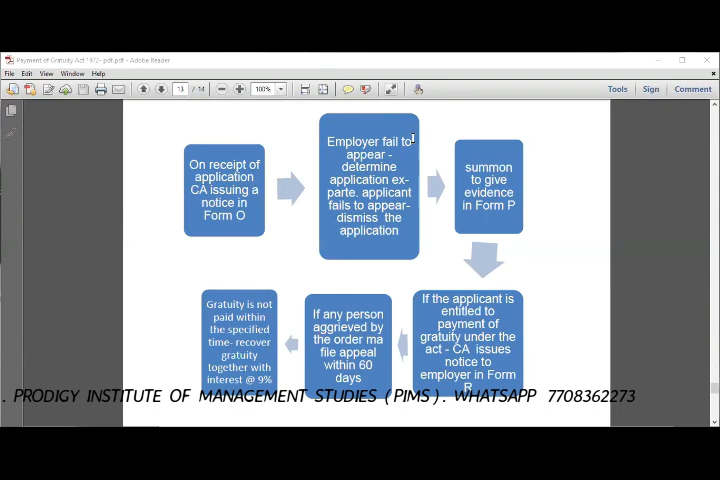 Payment of Gratuity Act 1972- pdf.pdf - Adobe Reader
File Edit View Window Help
13 / 14 100% Tools Sign Comment
On receipt of
application
CA issuing a
notice in
Form O
Employer fail to
appear -
determine
application ex-
parte. applicant
fails to appear-
dismiss the
application
summon
to give
evidence
in Form P
If the applicant is
entitled to
payment of
gratuity under the
act - CA issues
notice to
employer in Form
R
If any person
aggrieved by
the order ma
file appeal
within 60
days
Gratuity is not
paid within
the specified
time- recover
gratuity
together with
interest @ 9%
. PRODIGY INSTITUTE OF MANAGEMENT STUDIES ( PIMS ) . WHATSAPP 7708362273